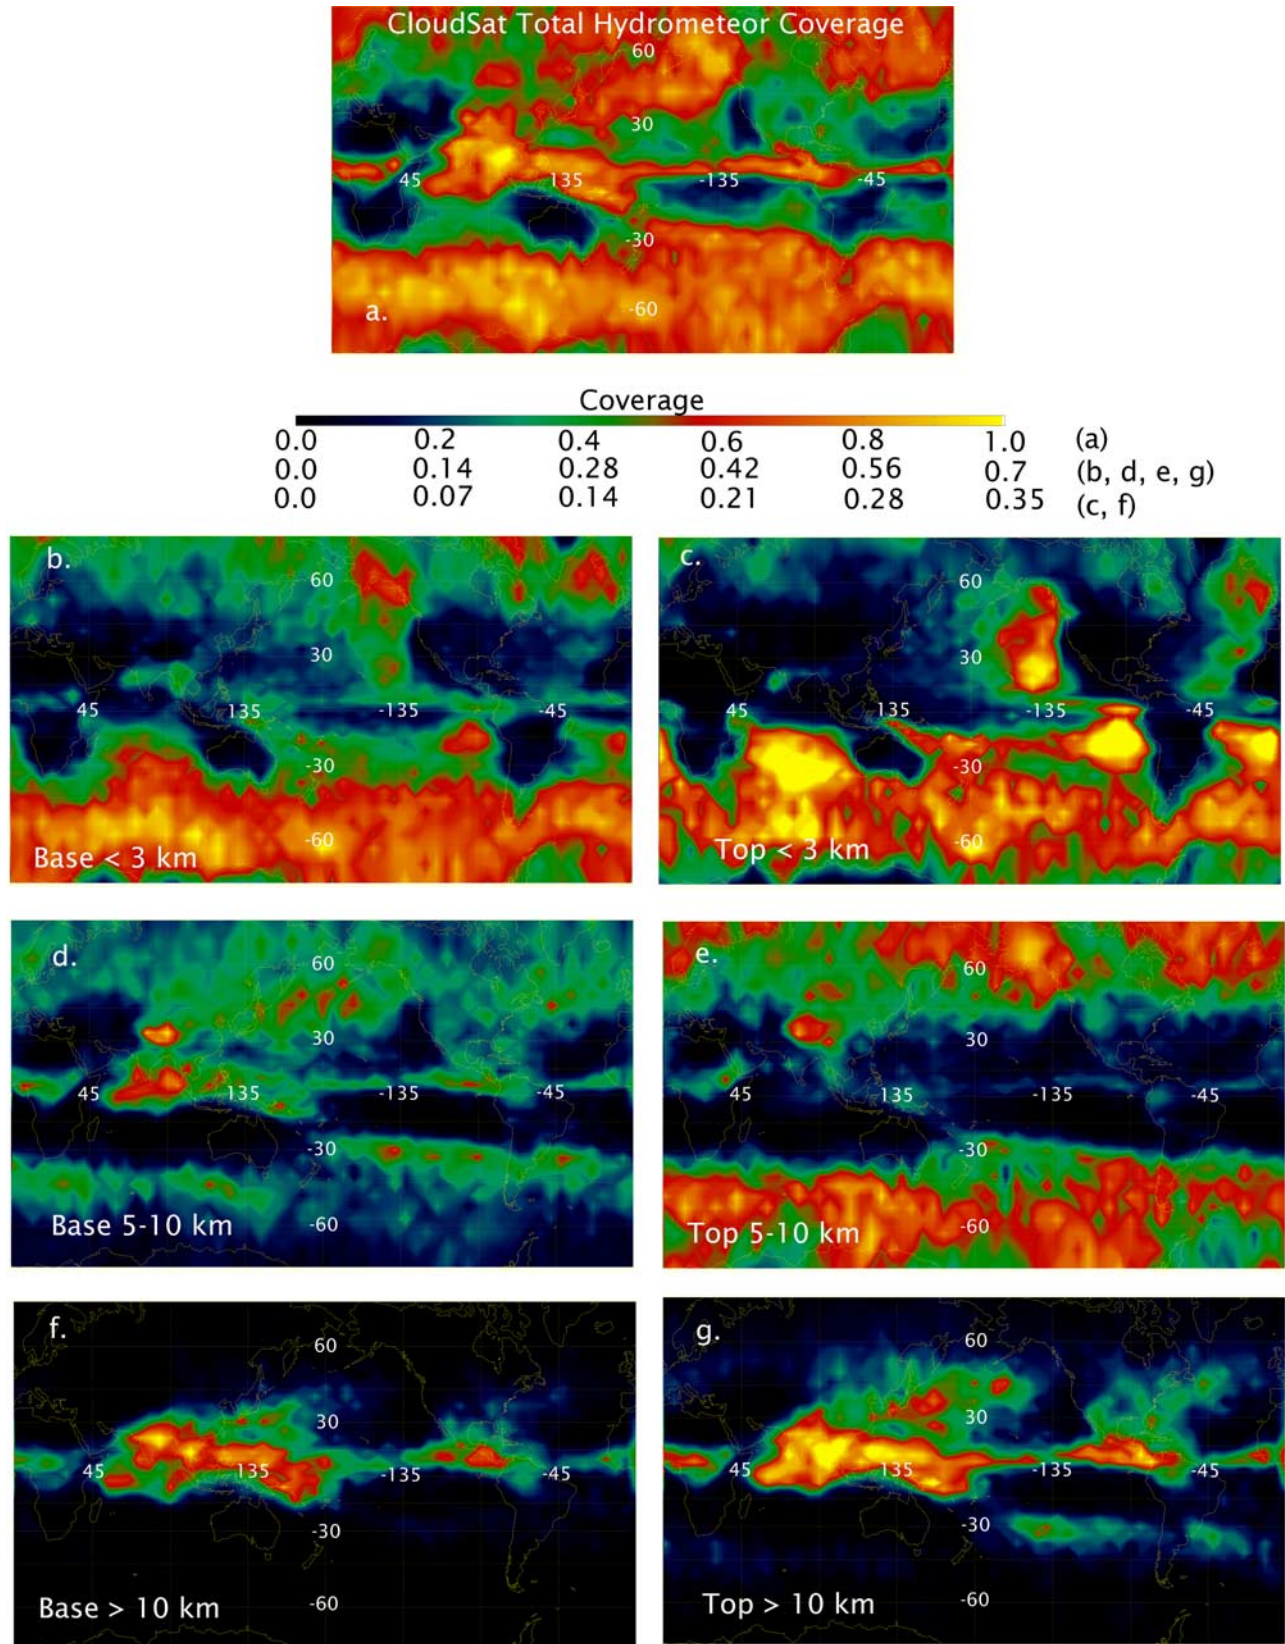 CloudSat Total Hydrometeor Coverage
60
30
45 135 -135 -45
-30
a. -60
Coverage
0.0 0.2 0.4 0.6 0.8 1.0 (a)
0.0 0.14 0.28 0.42 0.56 0.7 (b, d, e, g)
0.0 0.07 0.14 0.21 0.28 0.35 (c, f)
b.
60
30
45 135 -135 -45
-30
-60
Base < 3 km
c.
60
30
45 135 -135 -45
-30
-60
Top < 3 km
d.
60
30
45 135 -135 -45
-30
-60
Base 5-10 km
e.
60
30
45 135 -135 -45
-30
-60
Top 5-10 km
f.
60
30
45 135 -135 -45
-30
-60
Base > 10 km
g.
60
30
45 135 -135 -45
-30
-60
Top > 10 km